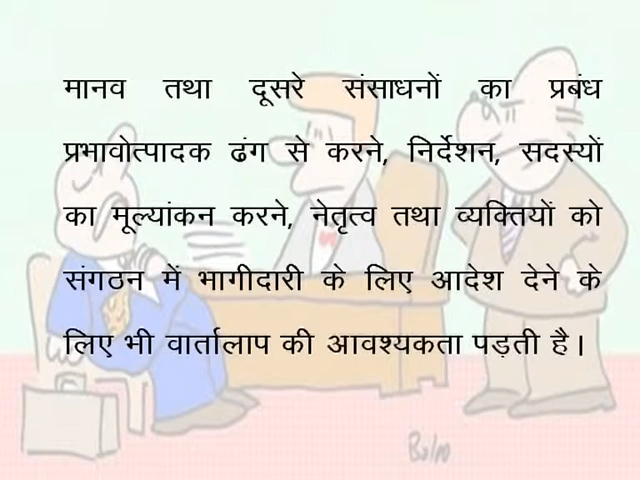 मानव तथा दूसरे संसाधनों का प्रबंध
प्रभावोत्पादक ढंग से करने, निर्देशन, सदस्यों
का मूल्यांकन करने, नेतृत्व तथा व्यक्तियों को
संगठन में भागीदारी के लिए आदेश देने के
लिए भी वार्तालाप की आवश्यकता पड़ती है।